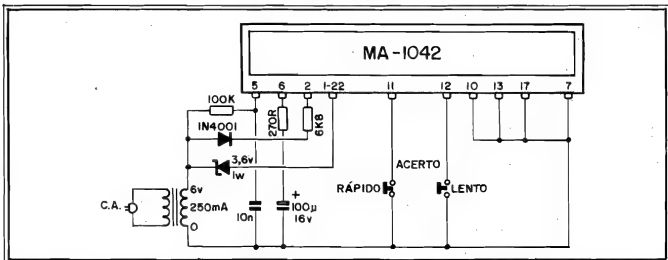 MA-1042
5 6 2 1-22 11 12 10 13 17 7
100K
270R
6K8
1N4001
3,6v
1w
ACERTO
RÁPIDO
LENTO
C.A.
6v
250mA
0
10n
+
100µ
16v